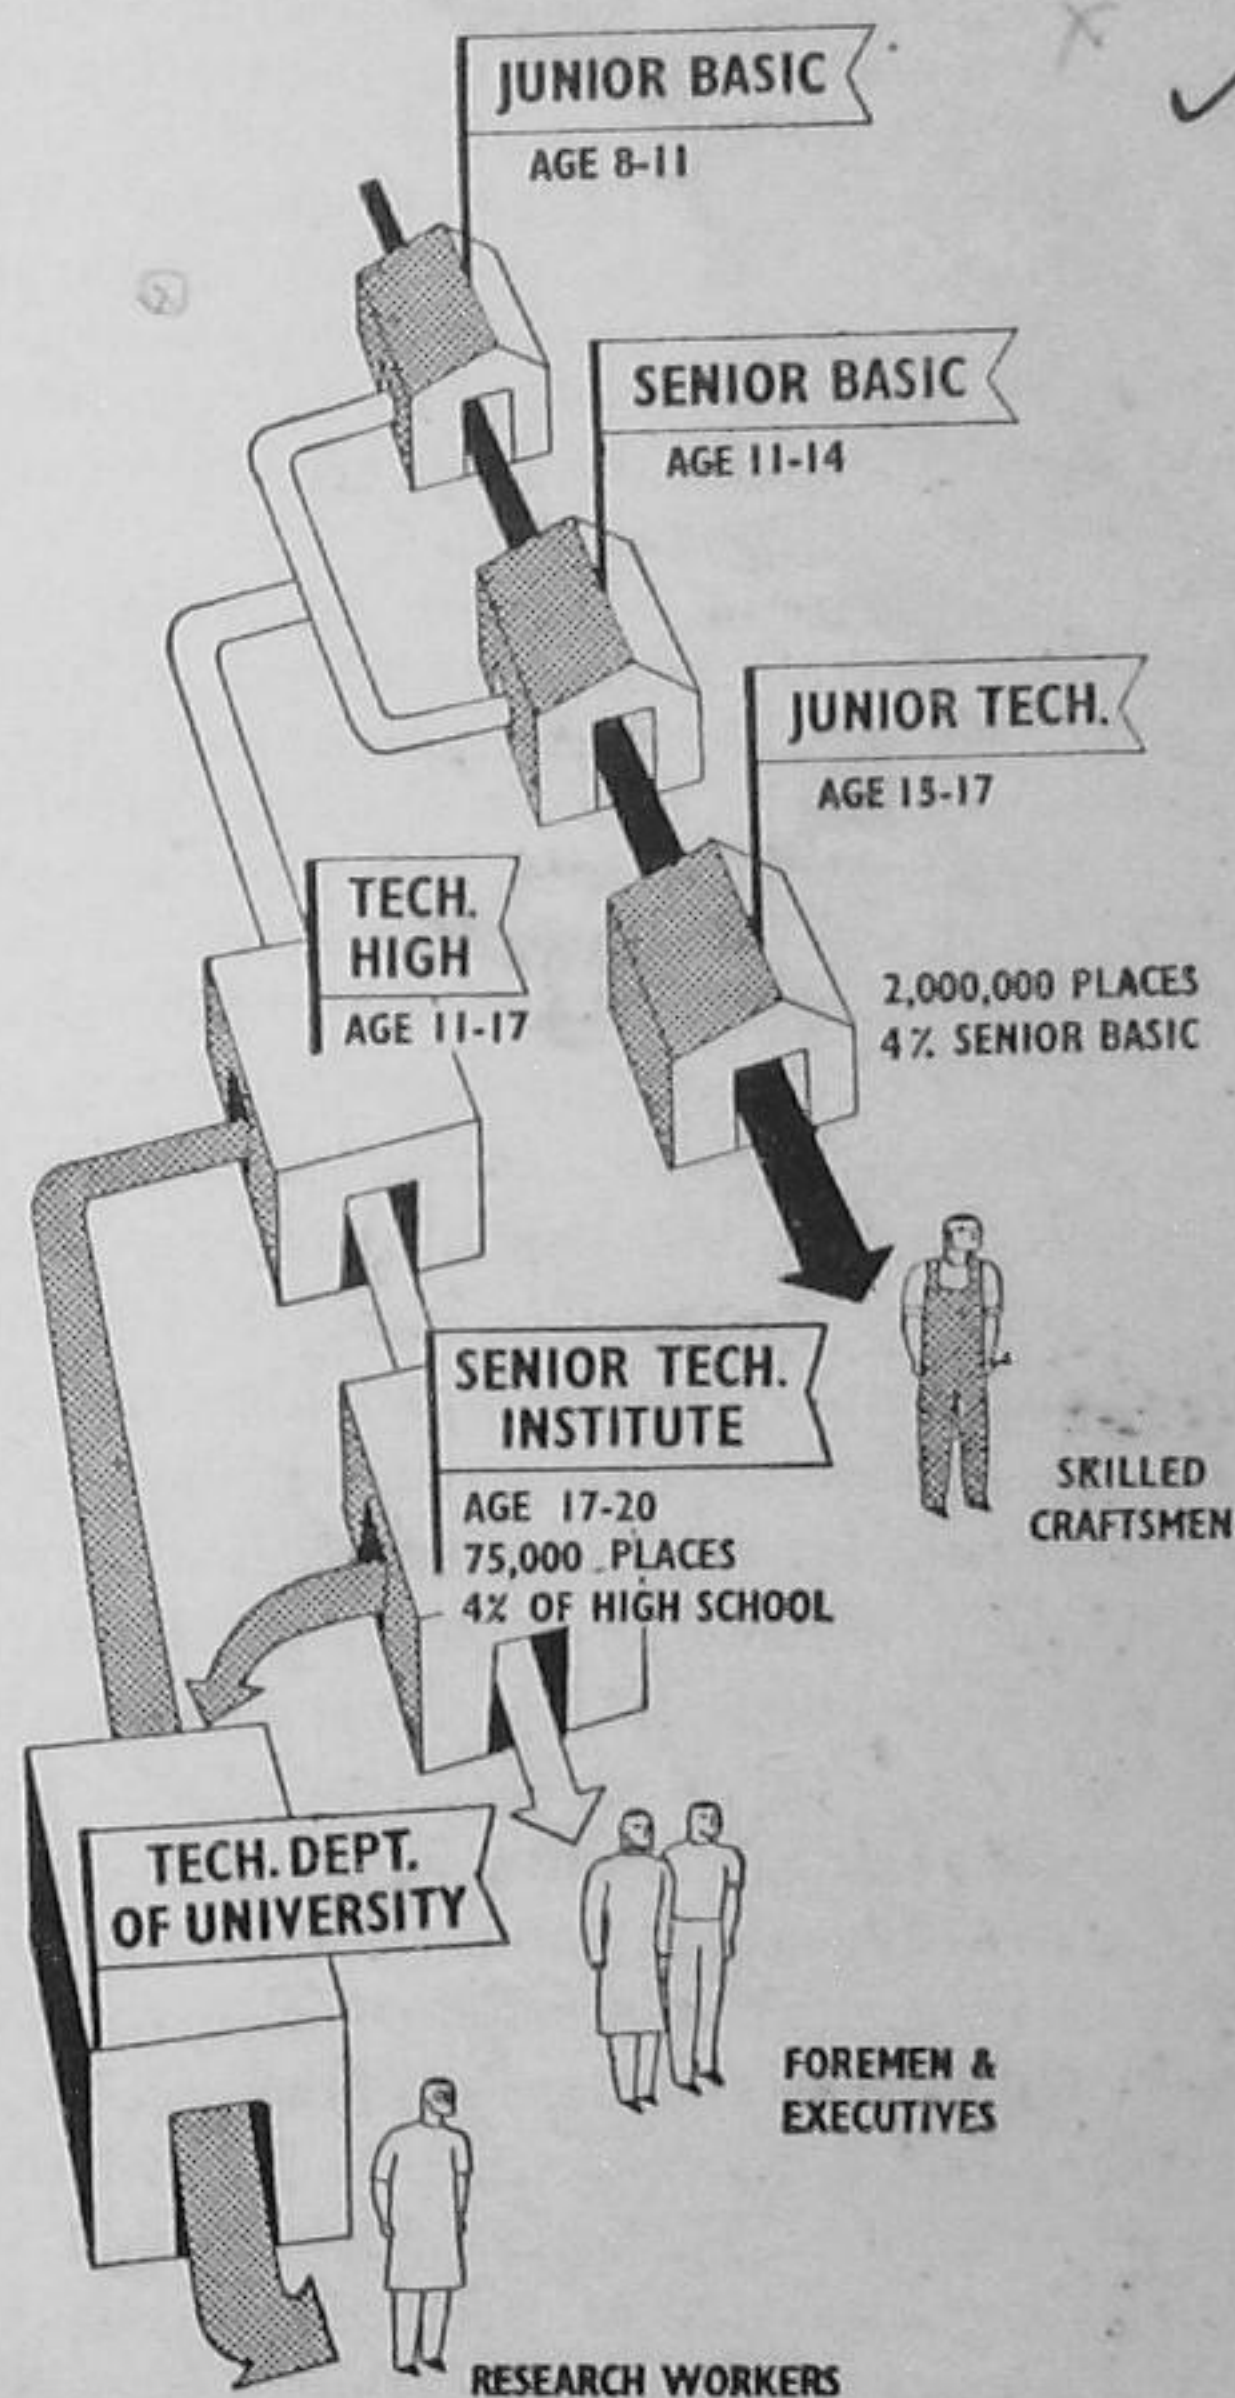 JUNIOR BASIC
AGE 8-11
SENIOR BASIC
AGE 11-14
JUNIOR TECH.
AGE 15-17
2,000,000 PLACES
4% SENIOR BASIC
SKILLED
CRAFTSMEN
TECH.
HIGH
AGE 11-17
SENIOR TECH.
INSTITUTE
AGE 17-20
75,000 PLACES
4% OF HIGH SCHOOL
FOREMEN &
EXECUTIVES
TECH. DEPT.
OF UNIVERSITY
RESEARCH WORKERS